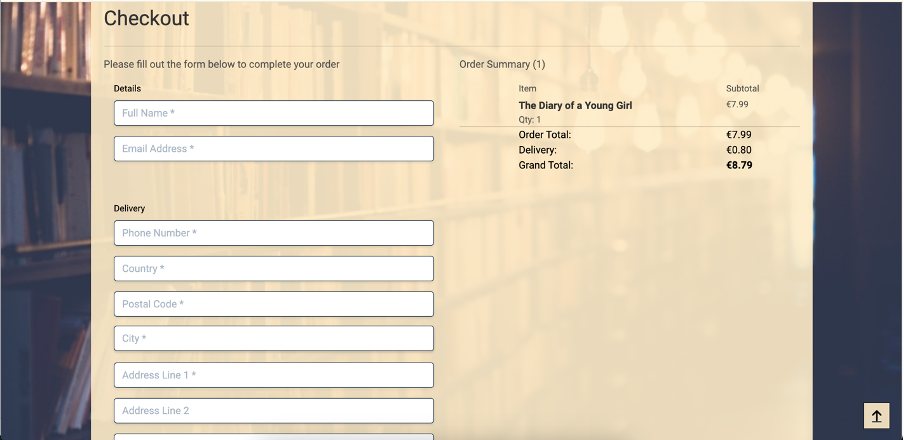 Checkout
Please fill out the form below to complete your order
Details
Full Name *
Email Address *
Delivery
Phone Number *
Country *
Postal Code *
City *
Address Line 1 *
Address Line 2
Order Summary (1)
Item Subtotal
The Diary of a Young Girl €7.99
Qty: 1
Order Total: €7.99
Delivery: €0.80
Grand Total: €8.79